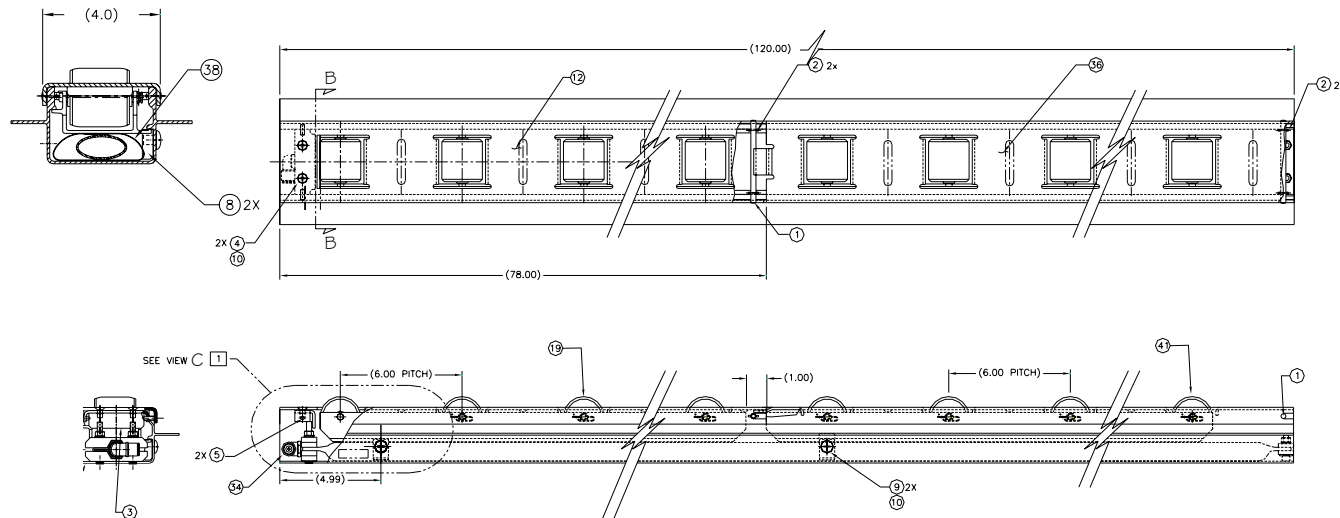 (4.0)
38
8 2X
(120.00)
B
12
2 2x
36
2 2
B
2X 4
10
1
(78.00)
SEE VIEW C 1
(6.00 PITCH)
19
(1.00)
(6.00 PITCH)
41
1
2X 5
34
(4.99)
9 2X
10
3